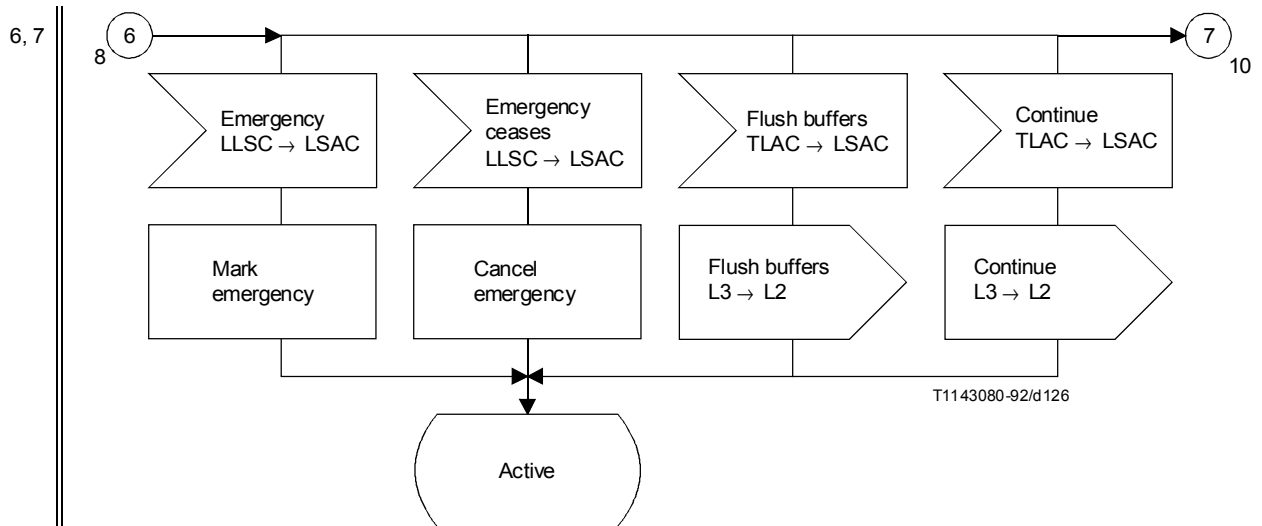 6, 7
6
8
7
10
Emergency
LLSC → LSAC
Emergency
ceases
LLSC → LSAC
Flush buffers
TLAC → LSAC
Continue
TLAC → LSAC
Mark
emergency
Cancel
emergency
Flush buffers
L3 → L2
Continue
L3 → L2
T1143080-92/d126
Active